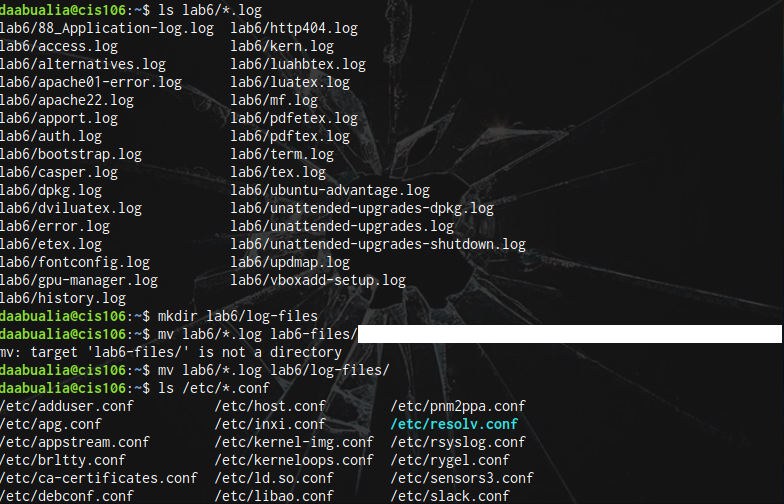 daabualia@cis106:~$ ls lab6/*.log
lab6/88_Application-log.log  lab6/http404.log
lab6/access.log              lab6/kern.log
lab6/alternatives.log        lab6/luahbtex.log
lab6/apache01-error.log      lab6/luatex.log
lab6/apache22.log            lab6/mf.log
lab6/apport.log              lab6/pdfetex.log
lab6/auth.log                lab6/pdftex.log
lab6/bootstrap.log           lab6/term.log
lab6/casper.log              lab6/tex.log
lab6/dpkg.log                lab6/ubuntu-advantage.log
lab6/dviluatex.log           lab6/unattended-upgrades-dpkg.log
lab6/error.log               lab6/unattended-upgrades.log
lab6/etex.log                lab6/unattended-upgrades-shutdown.log
lab6/fontconfig.log          lab6/updmap.log
lab6/gpu-manager.log         lab6/vboxadd-setup.log
lab6/history.log
daabualia@cis106:~$ mkdir lab6/log-files
daabualia@cis106:~$ mv lab6/*.log lab6-files/
mv: target 'lab6-files/' is not a directory
daabualia@cis106:~$ mv lab6/*.log lab6/log-files/
daabualia@cis106:~$ ls /etc/*.conf
/etc/adduser.conf          /etc/host.conf        /etc/pnm2ppa.conf
/etc/apg.conf              /etc/inxi.conf        /etc/resolv.conf
/etc/appstream.conf        /etc/kernel-img.conf  /etc/rsyslog.conf
/etc/brltty.conf           /etc/kerneloops.conf  /etc/rygel.conf
/etc/ca-certificates.conf  /etc/ld.so.conf       /etc/sensors3.conf
/etc/debconf.conf          /etc/libao.conf       /etc/slack.conf